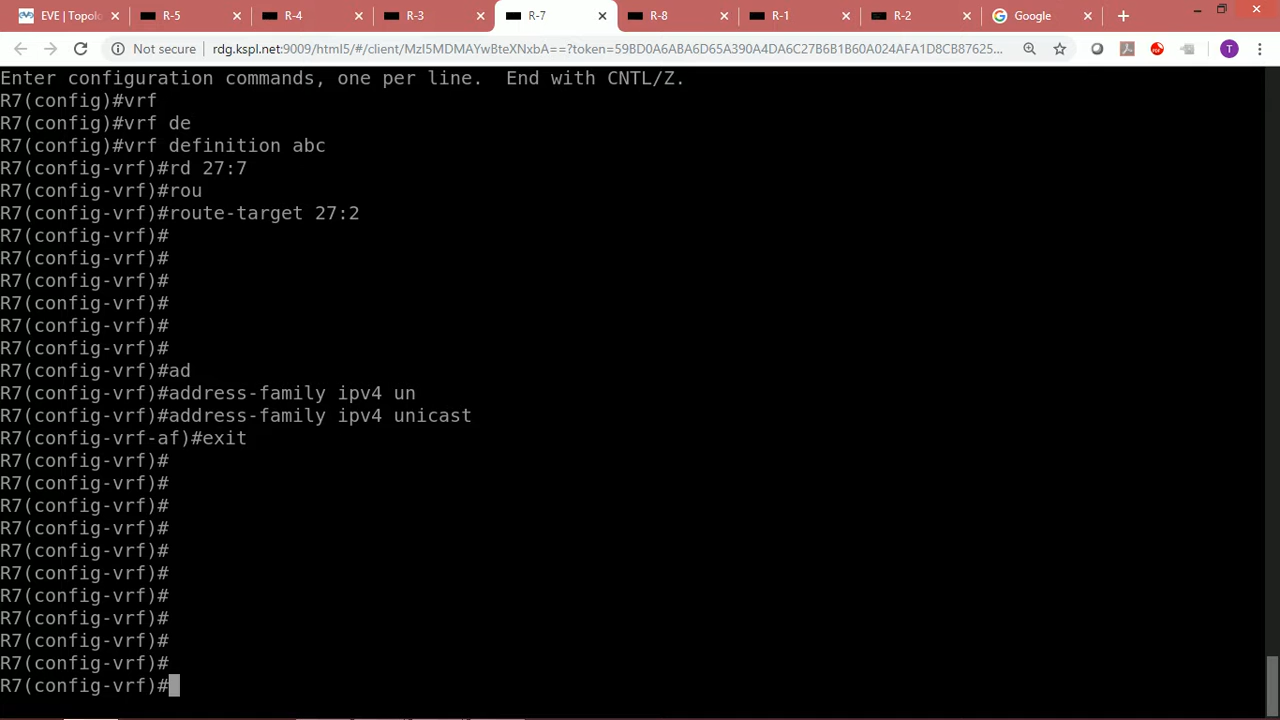 EVE | Topolo
R-5
R-4
R-3
R-7
R-8
R-1
R-2
Google
Not secure | rdg.kspl.net:9009/html5/#/client/MzI5MDMAYwBteXNxbA==?token=59BD0A6ABA6D65A390A4DA6C27B6B1B60A024AFA1D8CB87625...
T
Enter configuration commands, one per line.  End with CNTL/Z.
R7(config)#vrf
R7(config)#vrf de
R7(config)#vrf definition abc
R7(config-vrf)#rd 27:7
R7(config-vrf)#rou
R7(config-vrf)#route-target 27:2
R7(config-vrf)#
R7(config-vrf)#
R7(config-vrf)#
R7(config-vrf)#
R7(config-vrf)#
R7(config-vrf)#
R7(config-vrf)#ad
R7(config-vrf)#address-family ipv4 un
R7(config-vrf)#address-family ipv4 unicast
R7(config-vrf-af)#exit
R7(config-vrf)#
R7(config-vrf)#
R7(config-vrf)#
R7(config-vrf)#
R7(config-vrf)#
R7(config-vrf)#
R7(config-vrf)#
R7(config-vrf)#
R7(config-vrf)#
R7(config-vrf)#
R7(config-vrf)#